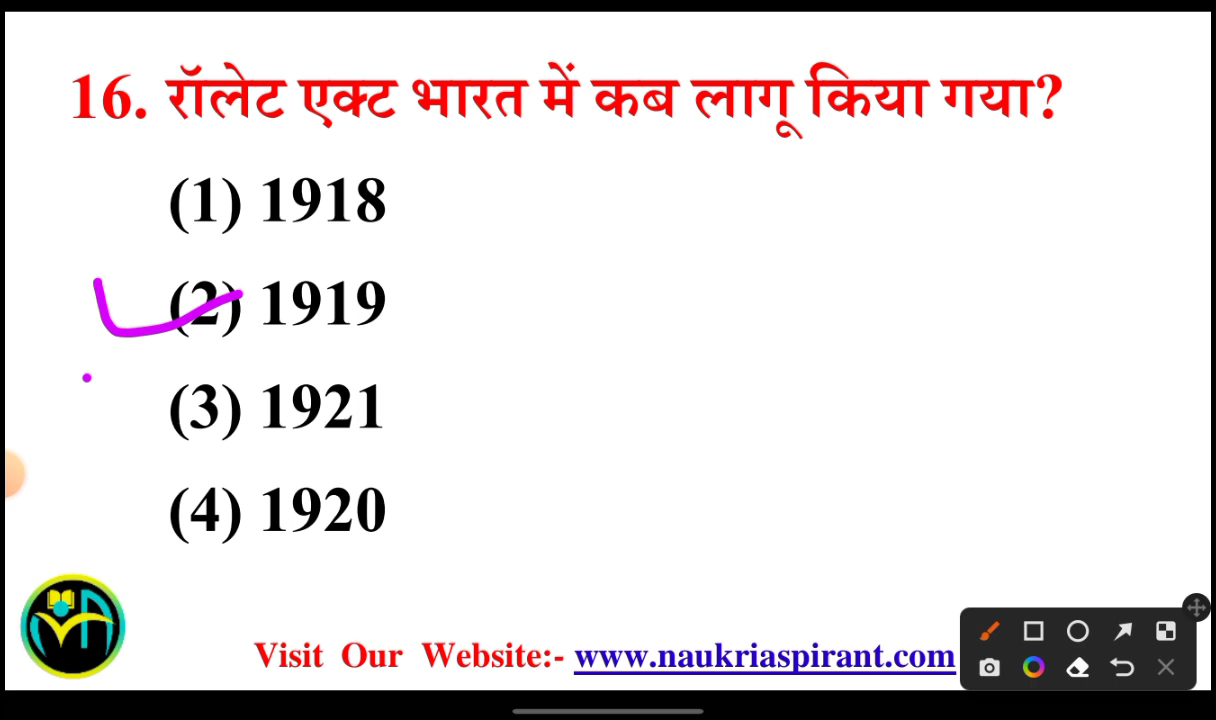 16. रॉलेट एक्ट भारत में कब लागू किया गया?
(1) 1918
(2) 1919
(3) 1921
(4) 1920
Visit Our Website:- www.naukriaspirant.com